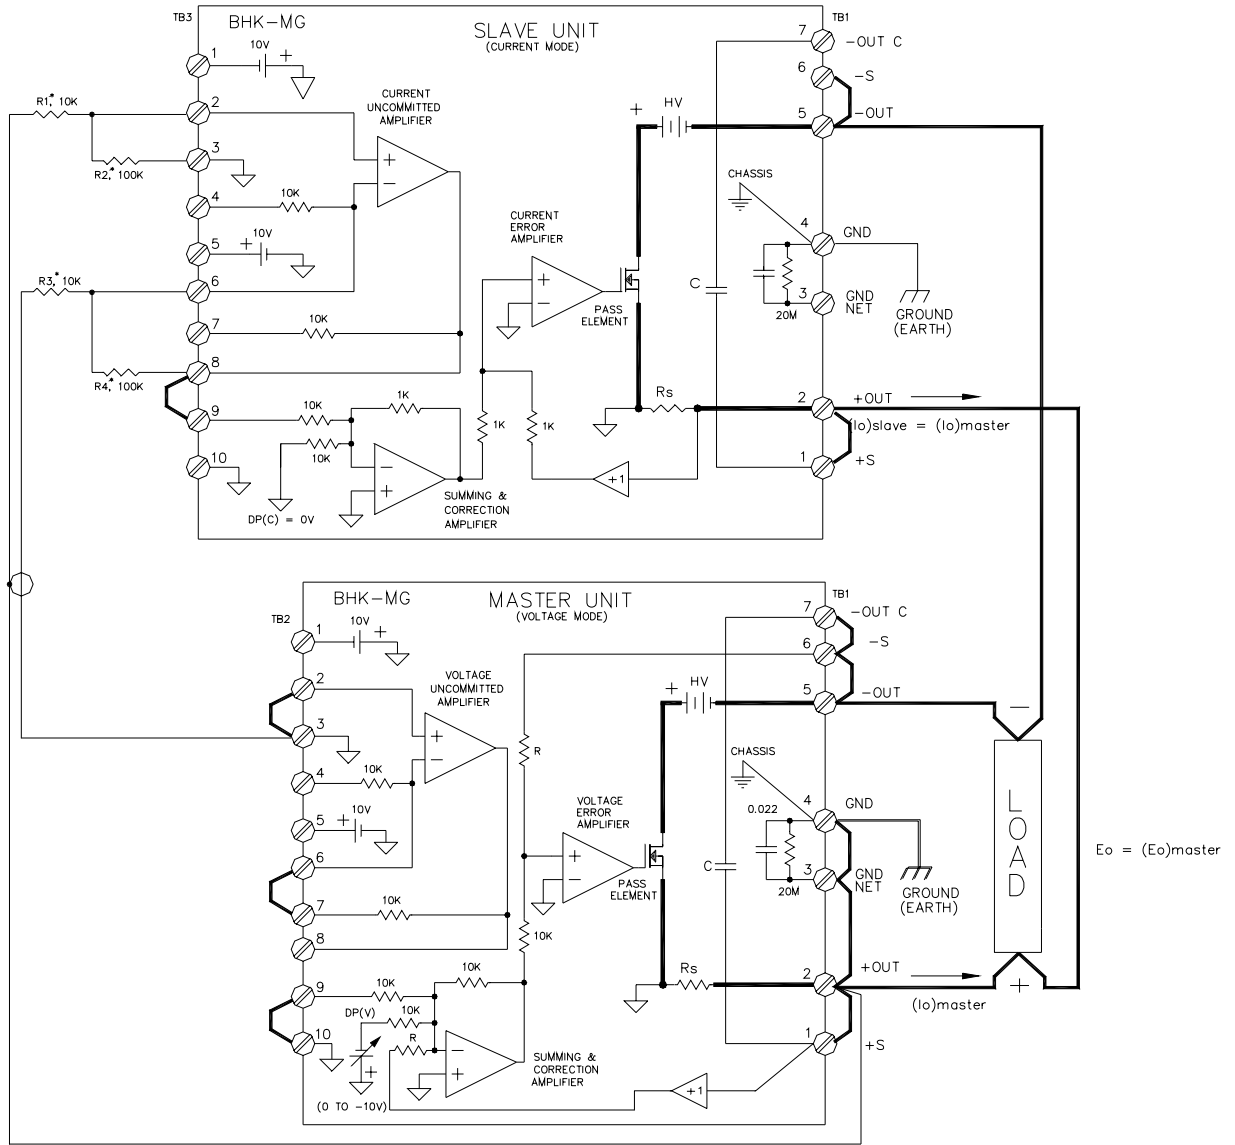 TB3
BHK-MG
SLAVE UNIT
(CURRENT MODE)
TB1
1
10V
+
2
R1,* 10K
3
R2,* 100K
CURRENT
UNCOMMITTED
AMPLIFIER
+
−
4
10K
5
+
10V
6
R3,* 10K
7
10K
8
R4,* 100K
9
10K
1K
10K
10
DP(C) = 0V
−
+
SUMMING &
CORRECTION
AMPLIFIER
1K
1K
+1
CURRENT
ERROR
AMPLIFIER
+
−
PASS
ELEMENT
+
HV
Rs
C
7
-OUT C
6
-S
5
-OUT
CHASSIS
4
GND
3
GND
NET
20M
GROUND
(EARTH)
2
+OUT
(Io)slave = (Io)master
1
+S
BHK-MG
MASTER UNIT
(VOLTAGE MODE)
TB2
TB1
1
10V
+
2
3
VOLTAGE
UNCOMMITTED
AMPLIFIER
+
−
4
10K
5
+
10V
6
7
10K
8
9
10K
10K
DP(V)
10K
R
10
+
(0 TO -10V)
−
+
SUMMING &
CORRECTION
AMPLIFIER
+1
R
10K
VOLTAGE
ERROR
AMPLIFIER
+
−
PASS
ELEMENT
+
HV
Rs
C
7
-OUT C
6
-S
5
-OUT
CHASSIS
4
GND
0.022
3
GND
NET
20M
GROUND
(EARTH)
2
+OUT
(Io)master
1
+S
−
LOAD
+
Eo = (Eo)master